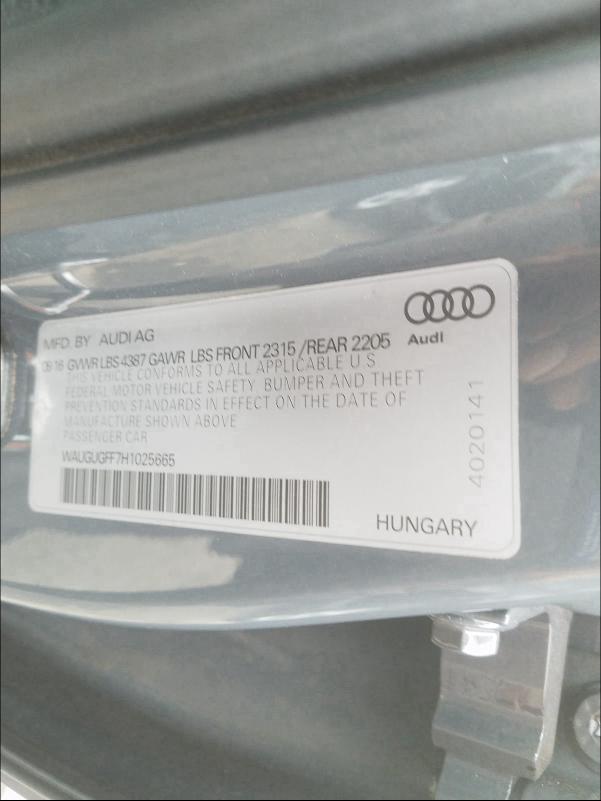 MFD. BY AUDI AG
08·16 GVWR LBS 4387 GAWR LBS FRONT 2315 /REAR 2205
Audi
THIS VEHICLE CONFORMS TO ALL APPLICABLE U S
FEDERAL MOTOR VEHICLE SAFETY, BUMPER AND THEFT
PREVENTION STANDARDS IN EFFECT ON THE DATE OF
MANUFACTURE SHOWN ABOVE
PASSENGER CAR
WAUGUGFF7H1025665
4020141
HUNGARY